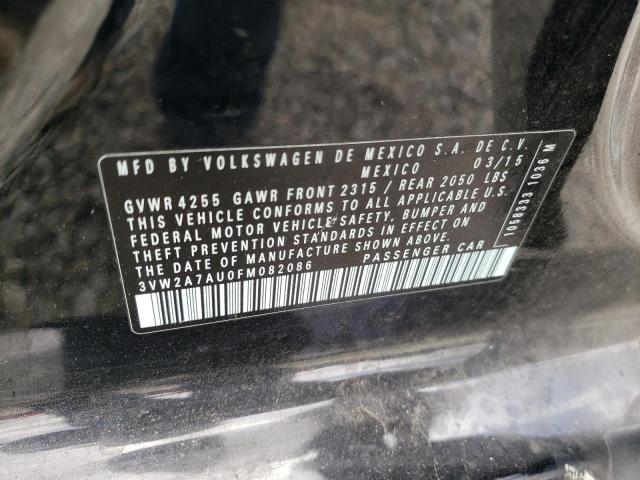 MFD BY VOLKSWAGEN DE MEXICO S.A. DE C.V.
MEXICO 03/15
GVWR 4255 GAWR FRONT 2315 / REAR 2050 LBS
THIS VEHICLE CONFORMS TO ALL APPLICABLE U.S.
FEDERAL MOTOR VEHICLE SAFETY, BUMPER AND
THEFT PREVENTION STANDARDS IN EFFECT ON
THE DATE OF MANUFACTURE SHOWN ABOVE.
3VW2A7AU0FM082086 PASSENGER CAR
1058333 1036 M